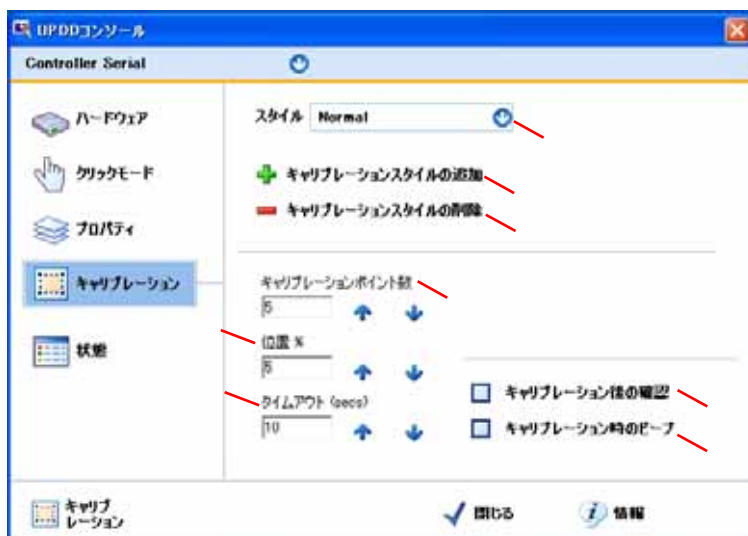 UPDDコンソール
Controller Serial
ハードウェア
クリックモード
プロパティ
キャリブレーション
状態
スタイル Normal
キャリブレーションスタイルの追加
キャリブレーションスタイルの削除
キャリブレーションポイント数
5
位置 %
5
タイムアウト (secs)
10
キャリブレーション後の確認
キャリブレーション時のビープ
キャリブ
レーション
閉じる
情報